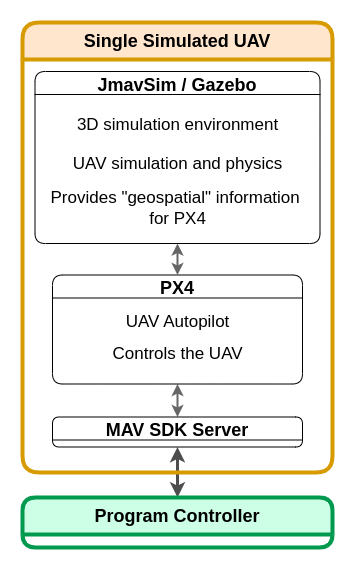 Single Simulated UAV
JmavSim / Gazebo
3D simulation environment
UAV simulation and physics
Provides "geospatial" information
for PX4
PX4
UAV Autopilot
Controls the UAV
MAV SDK Server
Program Controller